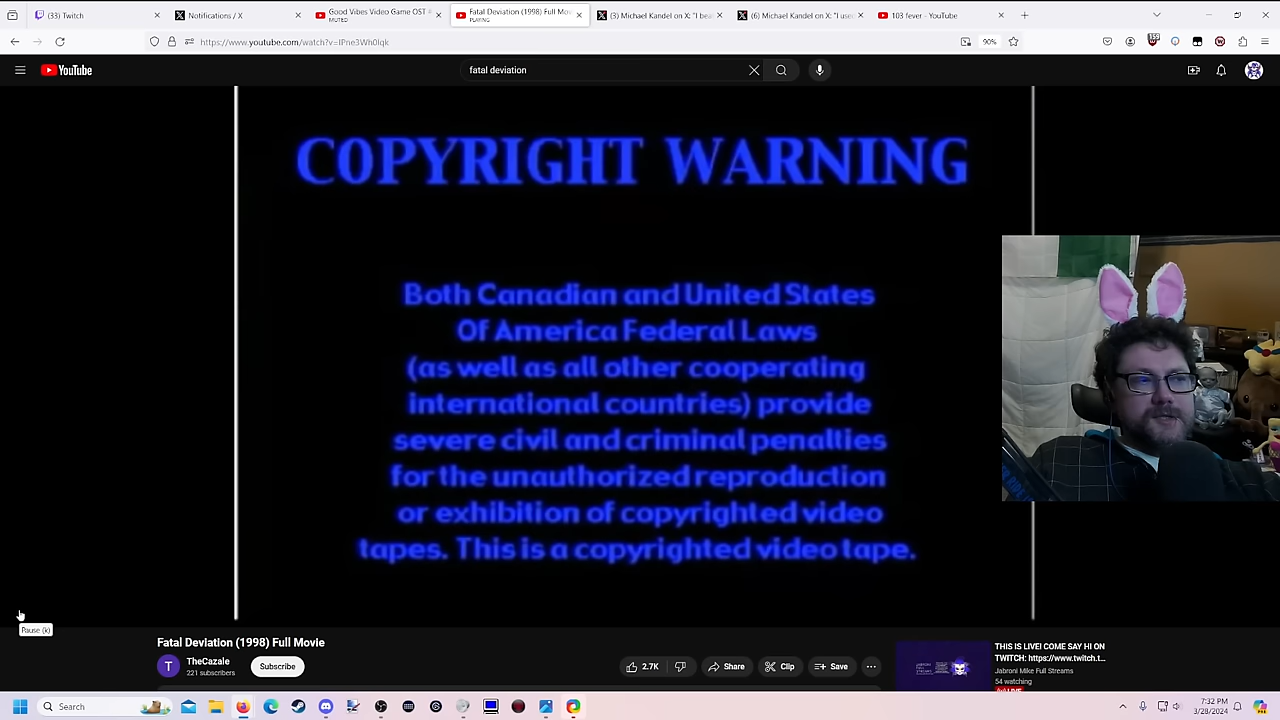 (33) Twitch
Notifications / X
Good Vibes Video Game OST
MUTED
Fatal Deviation (1998) Full Mov
PLAYING
(3) Michael Kandel on X: "I bea
(6) Michael Kandel on X: "I use
103 fever - YouTube
https://www.youtube.com/watch?v=IPne3Wh0lqk
90%
YouTube
fatal deviation
COPYRIGHT WARNING
Both Canadian and United States
Of America Federal Laws
(as well as all other cooperating
international countries) provide
severe civil and criminal penalties
for the unauthorized reproduction
or exhibition of copyrighted video
tapes. This is a copyrighted video tape.
Pause (k)
Fatal Deviation (1998) Full Movie
T
TheCazale
221 subscribers
Subscribe
2.7K
Share
Clip
Save
THIS IS LIVE! COME SAY HI ON
TWITCH: https://www.twitch.t...
Jabroni Mike Full Streams
54 watching
LIVE
Search
7:32 PM
3/28/2024